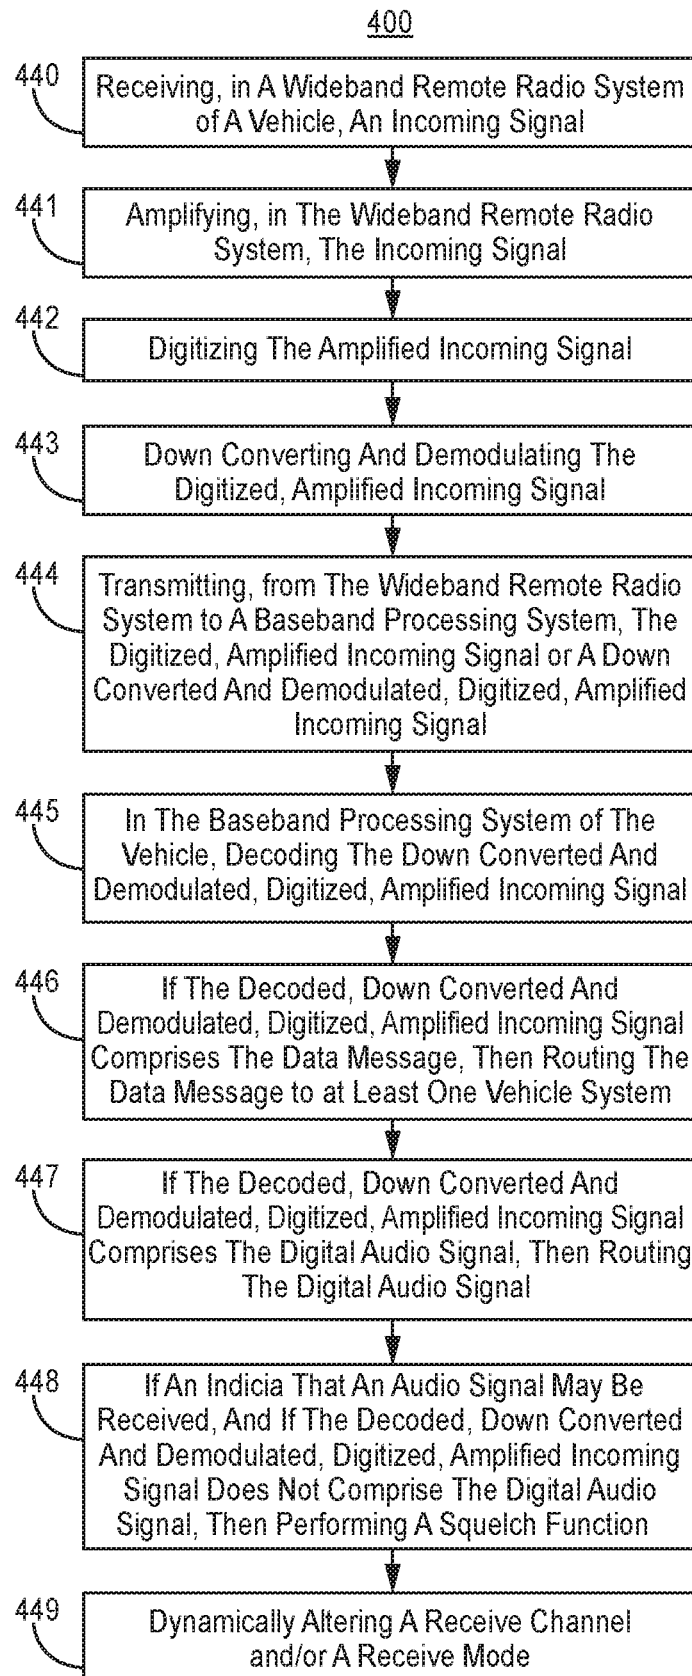 400
440
Receiving, in A Wideband Remote Radio System
of A Vehicle, An Incoming Signal
441
Amplifying, in The Wideband Remote Radio
System, The Incoming Signal
442
Digitizing The Amplified Incoming Signal
443
Down Converting And Demodulating The
Digitized, Amplified Incoming Signal
444
Transmitting, from The Wideband Remote Radio
System to A Baseband Processing System, The
Digitized, Amplified Incoming Signal or A Down
Converted And Demodulated, Digitized, Amplified
Incoming Signal
445
In The Baseband Processing System of The
Vehicle, Decoding The Down Converted And
Demodulated, Digitized, Amplified Incoming Signal
446
If The Decoded, Down Converted And
Demodulated, Digitized, Amplified Incoming Signal
Comprises The Data Message, Then Routing The
Data Message to at Least One Vehicle System
447
If The Decoded, Down Converted And
Demodulated, Digitized, Amplified Incoming Signal
Comprises The Digital Audio Signal, Then Routing
The Digital Audio Signal
448
If An Indicia That An Audio Signal May Be
Received, And If The Decoded, Down Converted
And Demodulated, Digitized, Amplified Incoming
Signal Does Not Comprise The Digital Audio
Signal, Then Performing A Squelch Function
449
Dynamically Altering A Receive Channel
and/or A Receive Mode